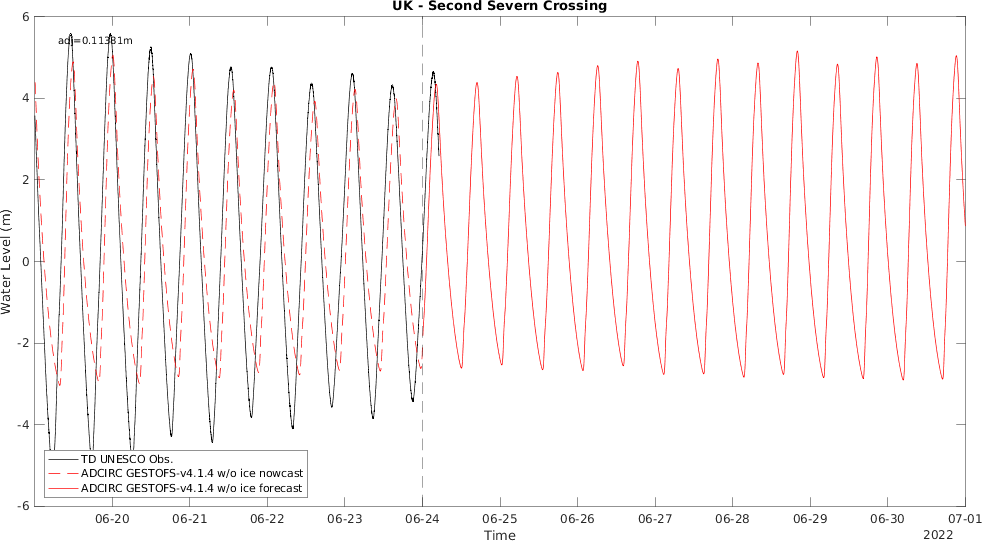 UK - Second Severn Crossing
adj=0.11331m
6
4
2
0
-2
-4
-6
Water Level (m)
TD UNESCO Obs.
ADCIRC GESTOFS-v4.1.4 w/o ice nowcast
ADCIRC GESTOFS-v4.1.4 w/o ice forecast
06-20 06-21 06-22 06-23 06-24 06-25 06-26 06-27 06-28 06-29 06-30 07-01
Time
2022